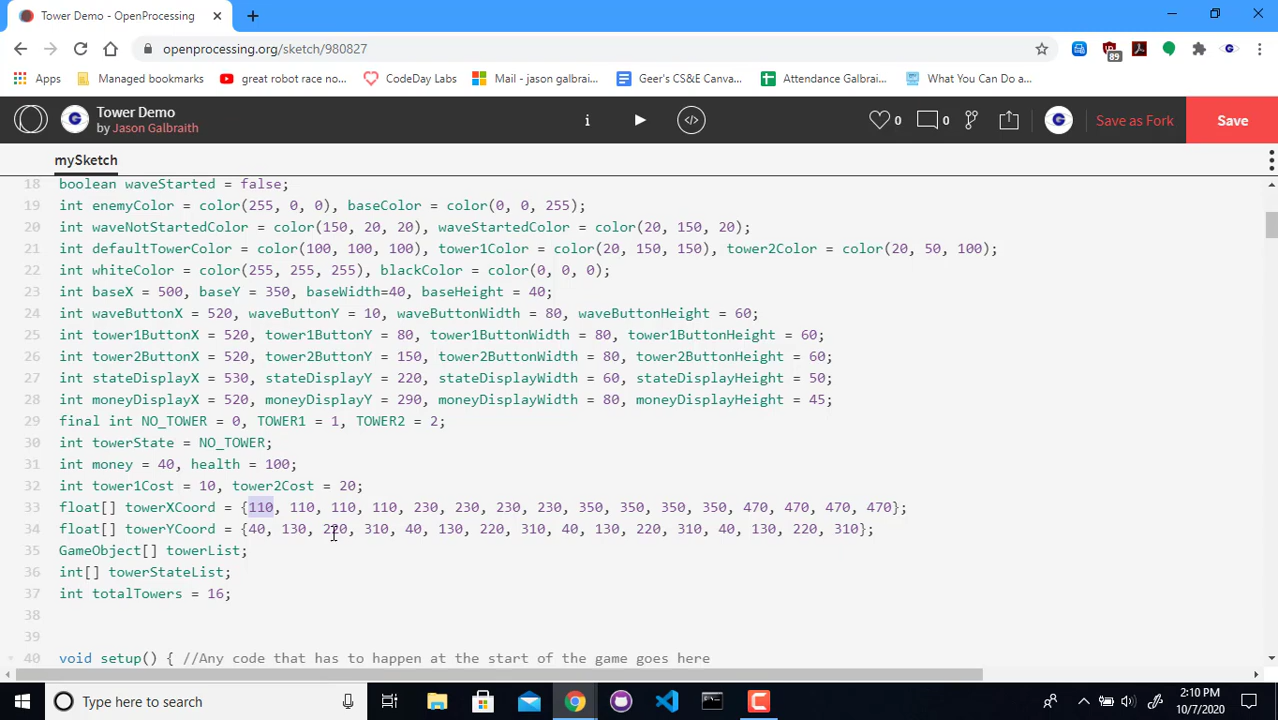 Tower Demo - OpenProcessing
openprocessing.org/sketch/980827
89
Apps
Managed bookmarks
great robot race no...
CodeDay Labs
Mail - jason galbrai...
Geer's CS&E Canva...
Attendance Galbrai...
What You Can Do a...
Tower Demo
by Jason Galbraith
0
0
Save as Fork
Save
mySketch
18 boolean waveStarted = false;
19 int enemyColor = color(255, 0, 0), baseColor = color(0, 0, 255);
20 int waveNotStartedColor = color(150, 20, 20), waveStartedColor = color(20, 150, 20);
21 int defaultTowerColor = color(100, 100, 100), tower1Color = color(20, 150, 150), tower2Color = color(20, 50, 100);
22 int whiteColor = color(255, 255, 255), blackColor = color(0, 0, 0);
23 int baseX = 500, baseY = 350, baseWidth=40, baseHeight = 40;
24 int waveButtonX = 520, waveButtonY = 10, waveButtonWidth = 80, waveButtonHeight = 60;
25 int tower1ButtonX = 520, tower1ButtonY = 80, tower1ButtonWidth = 80, tower1ButtonHeight = 60;
26 int tower2ButtonX = 520, tower2ButtonY = 150, tower2ButtonWidth = 80, tower2ButtonHeight = 60;
27 int stateDisplayX = 530, stateDisplayY = 220, stateDisplayWidth = 60, stateDisplayHeight = 50;
28 int moneyDisplayX = 520, moneyDisplayY = 290, moneyDisplayWidth = 80, moneyDisplayHeight = 45;
29 final int NO_TOWER = 0, TOWER1 = 1, TOWER2 = 2;
30 int towerState = NO_TOWER;
31 int money = 40, health = 100;
32 int tower1Cost = 10, tower2Cost = 20;
33 float[] towerXCoord = {110, 110, 110, 110, 230, 230, 230, 230, 350, 350, 350, 350, 470, 470, 470, 470};
34 float[] towerYCoord = {40, 130, 220, 310, 40, 130, 220, 310, 40, 130, 220, 310, 40, 130, 220, 310};
35 GameObject[] towerList;
36 int[] towerStateList;
37 int totalTowers = 16;
38
39
40 void setup() { //Any code that has to happen at the start of the game goes here
Type here to search
2:10 PM
10/7/2020